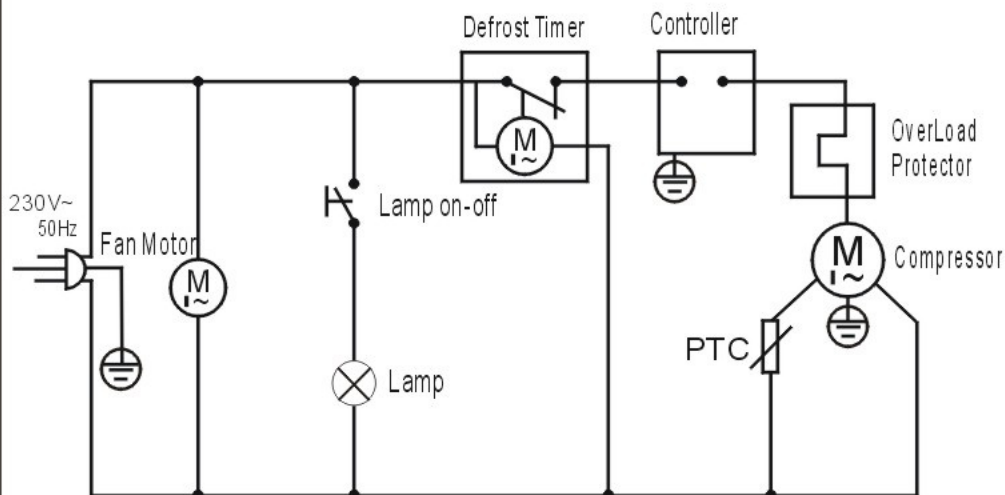 Defrost Timer
Controller
OverLoad
Protector
M
~
230V~
50Hz
Lamp on-off
Fan Motor
M
~
M
~
Compressor
PTC
Lamp